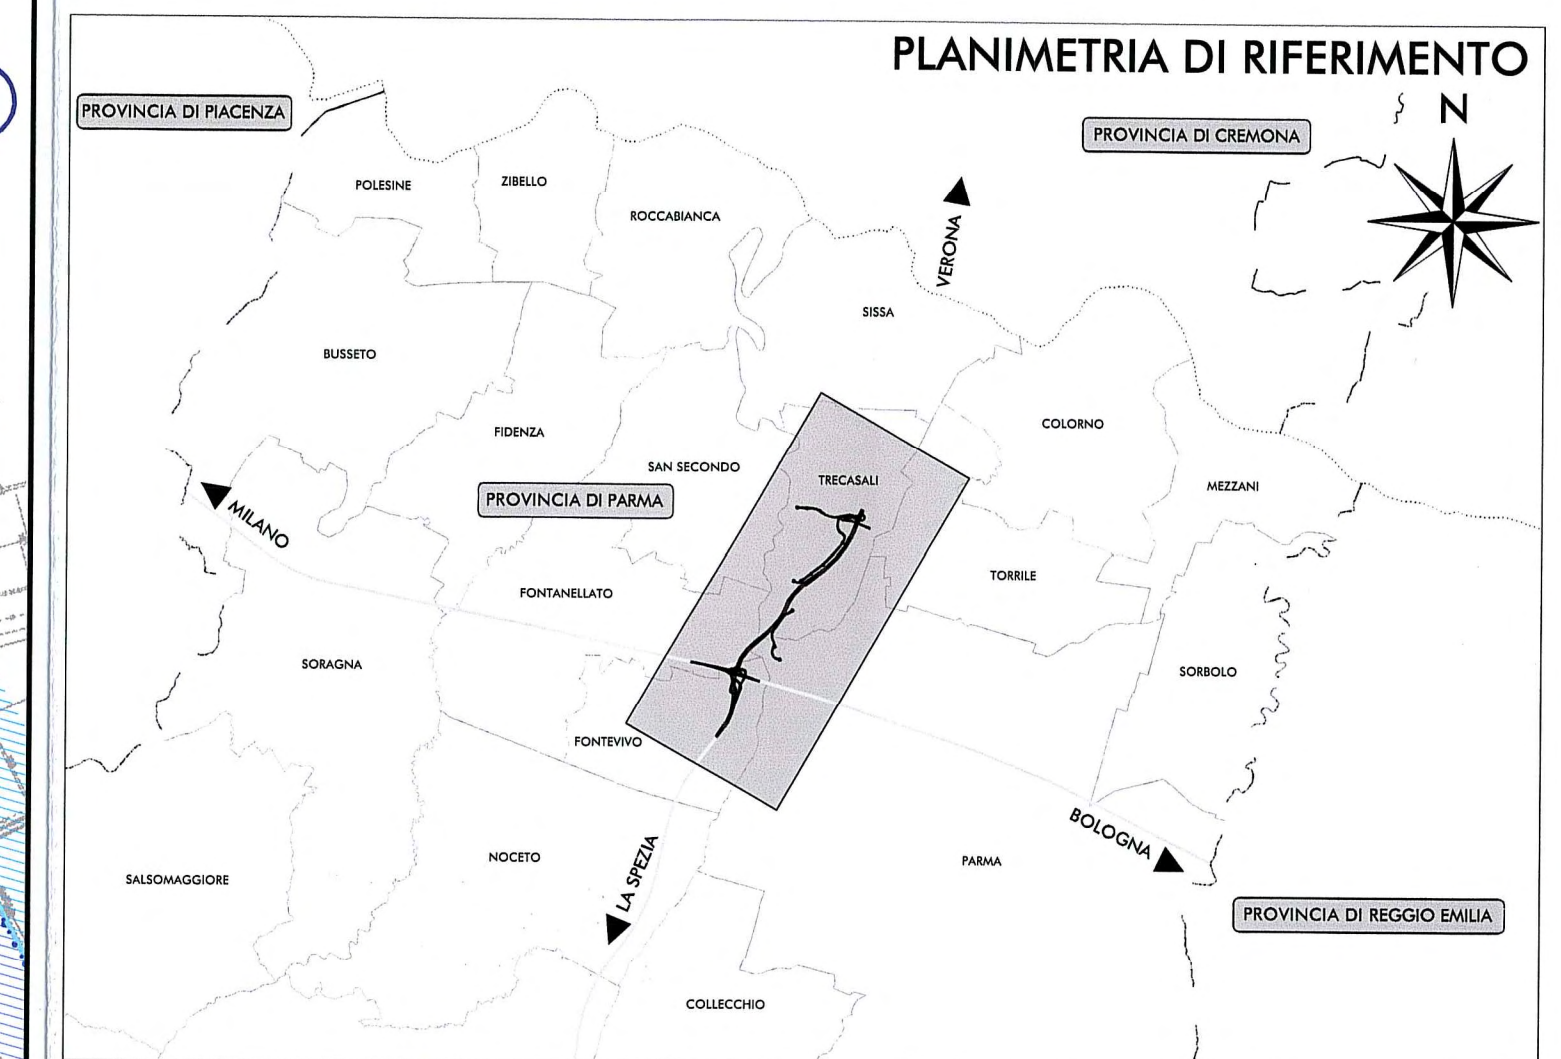 PLANIMETRIA DI RIFERIMENTO
N
PROVINCIA DI PIACENZA
PROVINCIA DI CREMONA
POLESINE
ZIBELLO
ROCCABIANCA
VERONA
SISSA
BUSSETO
FIDENZA
COLORNO
SAN SECONDO
TRECASALI
MEZZANI
PROVINCIA DI PARMA
MILANO
TORRILE
FONTANELLATO
SORAGNA
SORBOLO
FONTEVIVO
BOLOGNA
NOCETO
LA SPEZIA
PARMA
SALSOMAGGIORE
PROVINCIA DI REGGIO EMILIA
COLLECCHIO